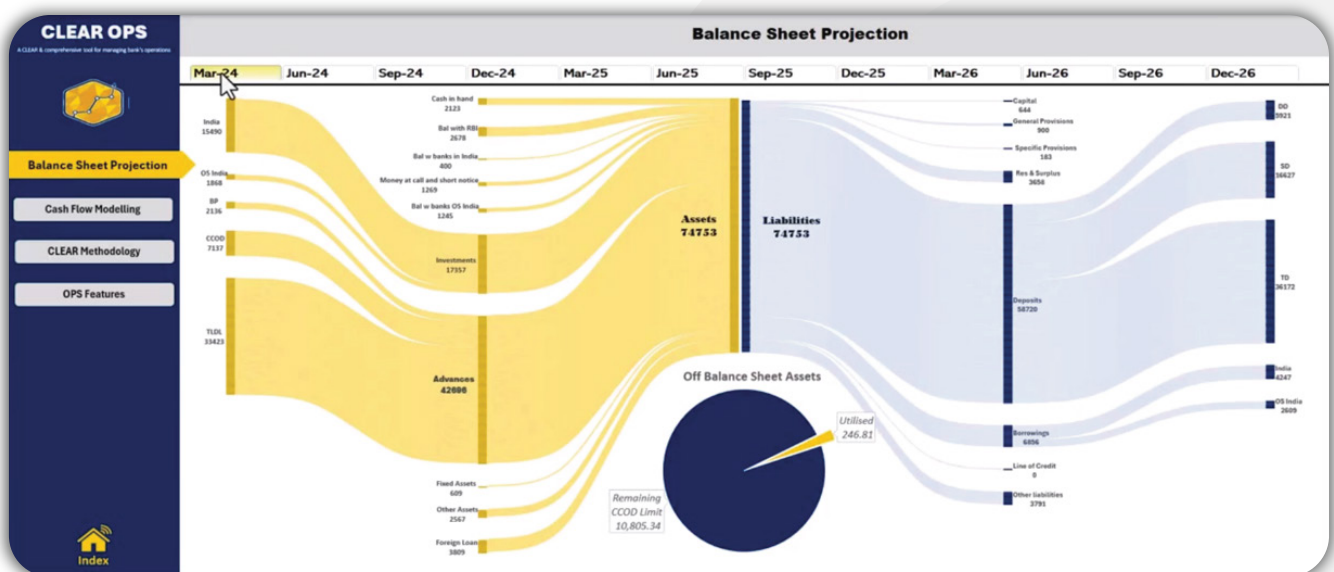 CLEAR OPS
A CLEAR & comprehensive tool for managing bank's operations
Balance Sheet Projection
Cash Flow Modelling
CLEAR Methodology
OPS Features
Index
Balance Sheet Projection
Mar-24 Jun-24 Sep-24 Dec-24 Mar-25 Jun-25 Sep-25 Dec-25 Mar-26 Jun-26 Sep-26 Dec-26
India
15490
OS India
1868
BP
2136
CCOD
7137
TLDL
33423
Cash in hand
2123
Bal with RBI
2678
Bal w banks in India
400
Money at call and short notice
1269
Bal w banks OS India
1245
Investments
17357
Advances
42696
Fixed Assets
609
Other Assets
2567
Foreign Loan
3809
Assets
74753
Liabilities
74753
Off Balance Sheet Assets
Utilised
246.81
Remaining
CCOD Limit
10,805.34
Capital
644
General Provisions
900
Specific Provisions
183
Res & Surplus
3658
Deposits
58720
Borrowings
6856
Line of Credit
0
Other liabilities
3791
DD
5921
SD
16627
TD
36172
India
4247
OS India
2609